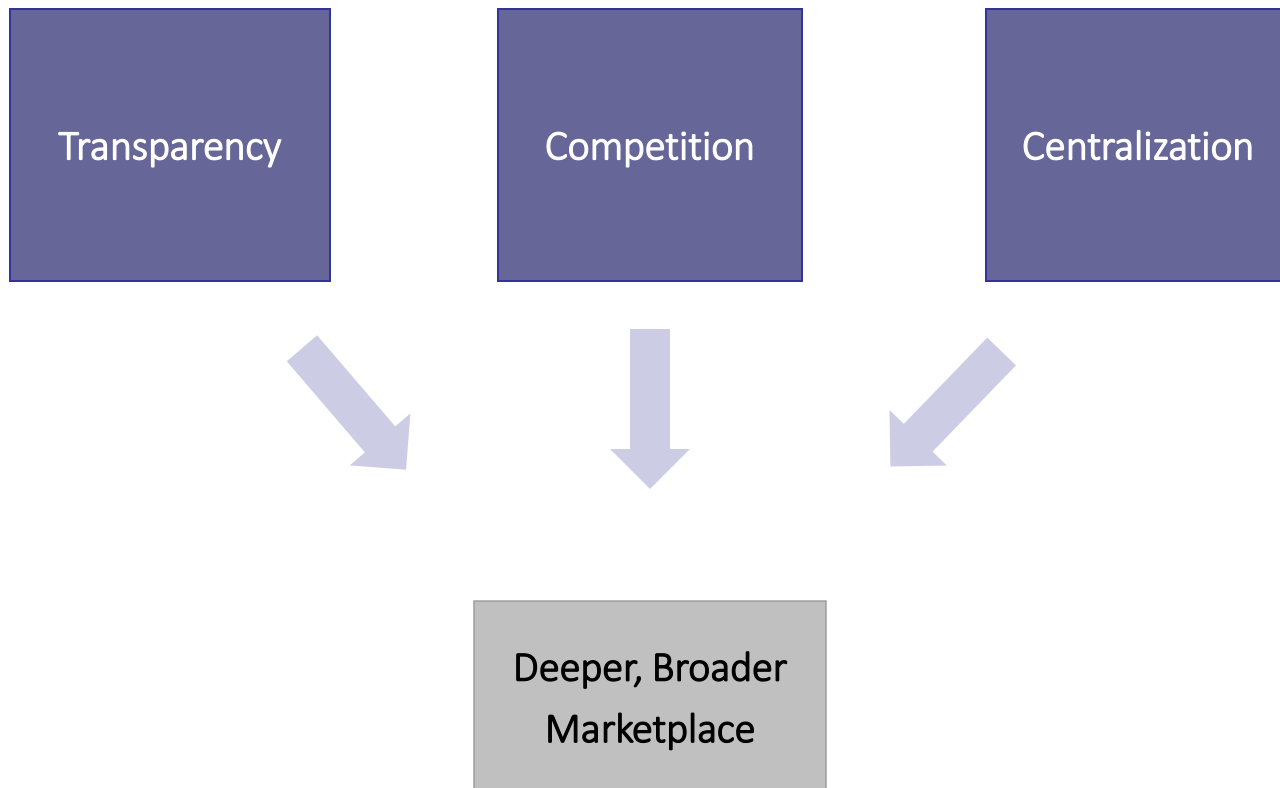 Transparency
Competition
Centralization
Deeper, Broader
Marketplace